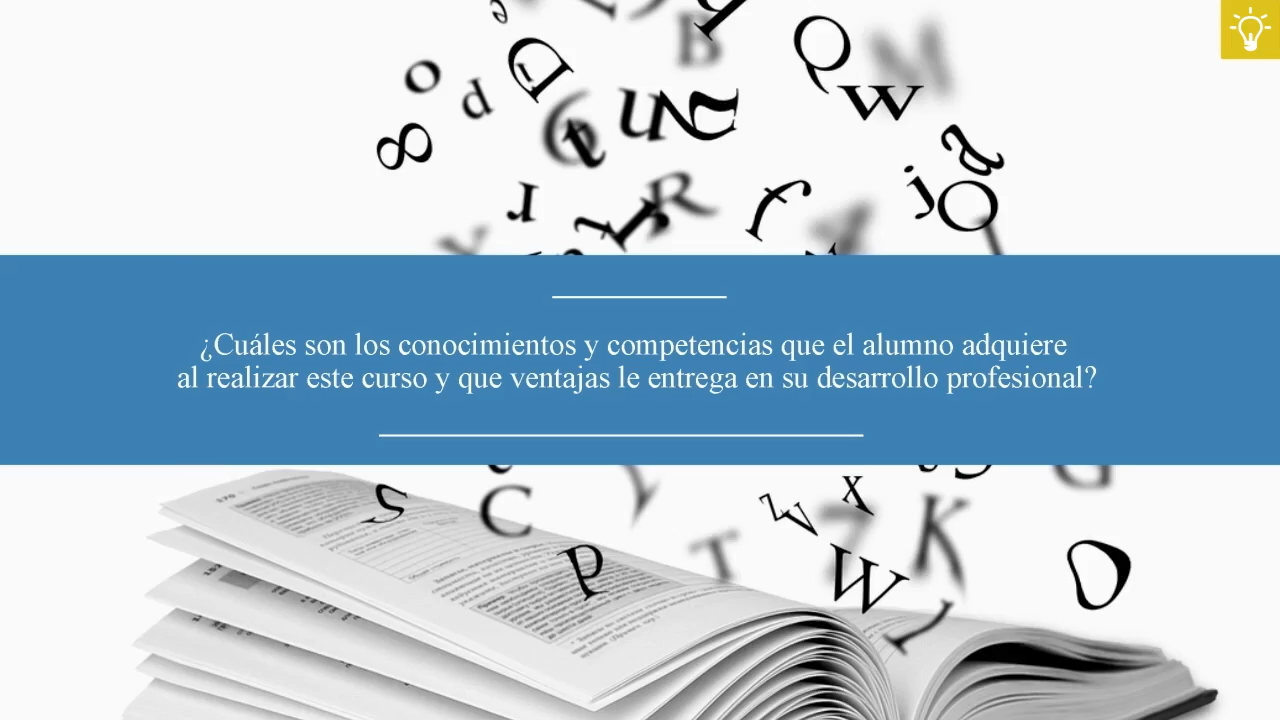 ¿Cuáles son los conocimientos y competencias que el alumno adquiere
al realizar este curso y que ventajas le entrega en su desarrollo profesional?